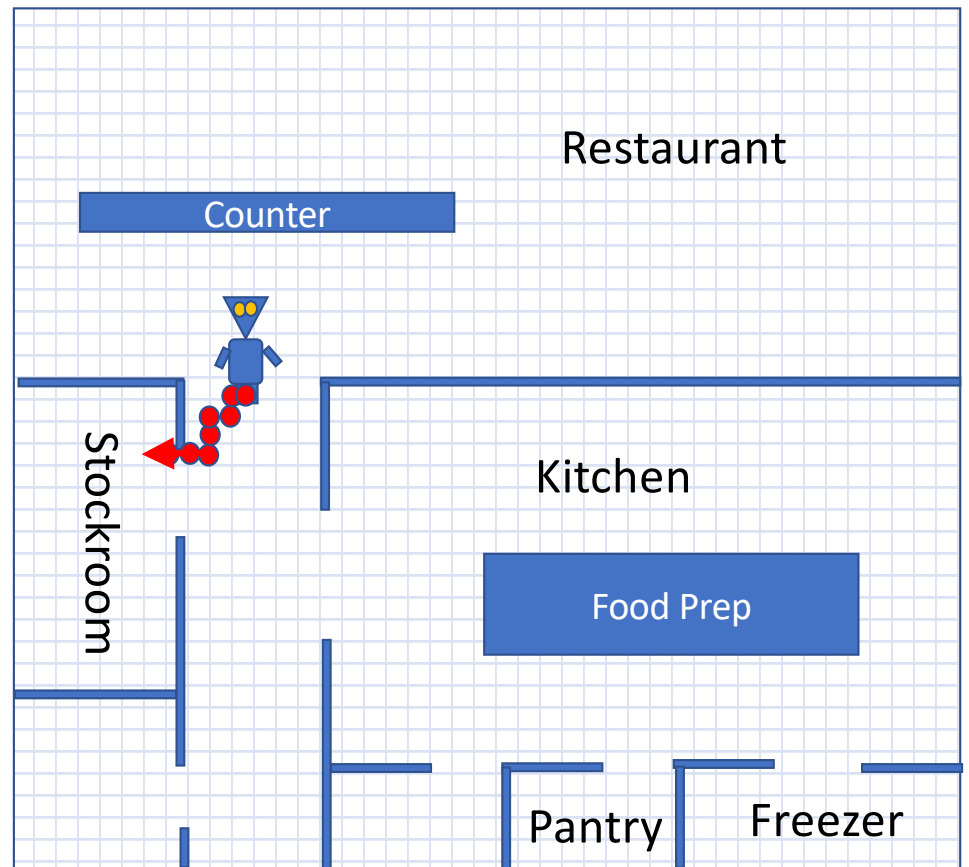 Restaurant
Counter
Stockroom
Kitchen
Food Prep
Pantry
Freezer